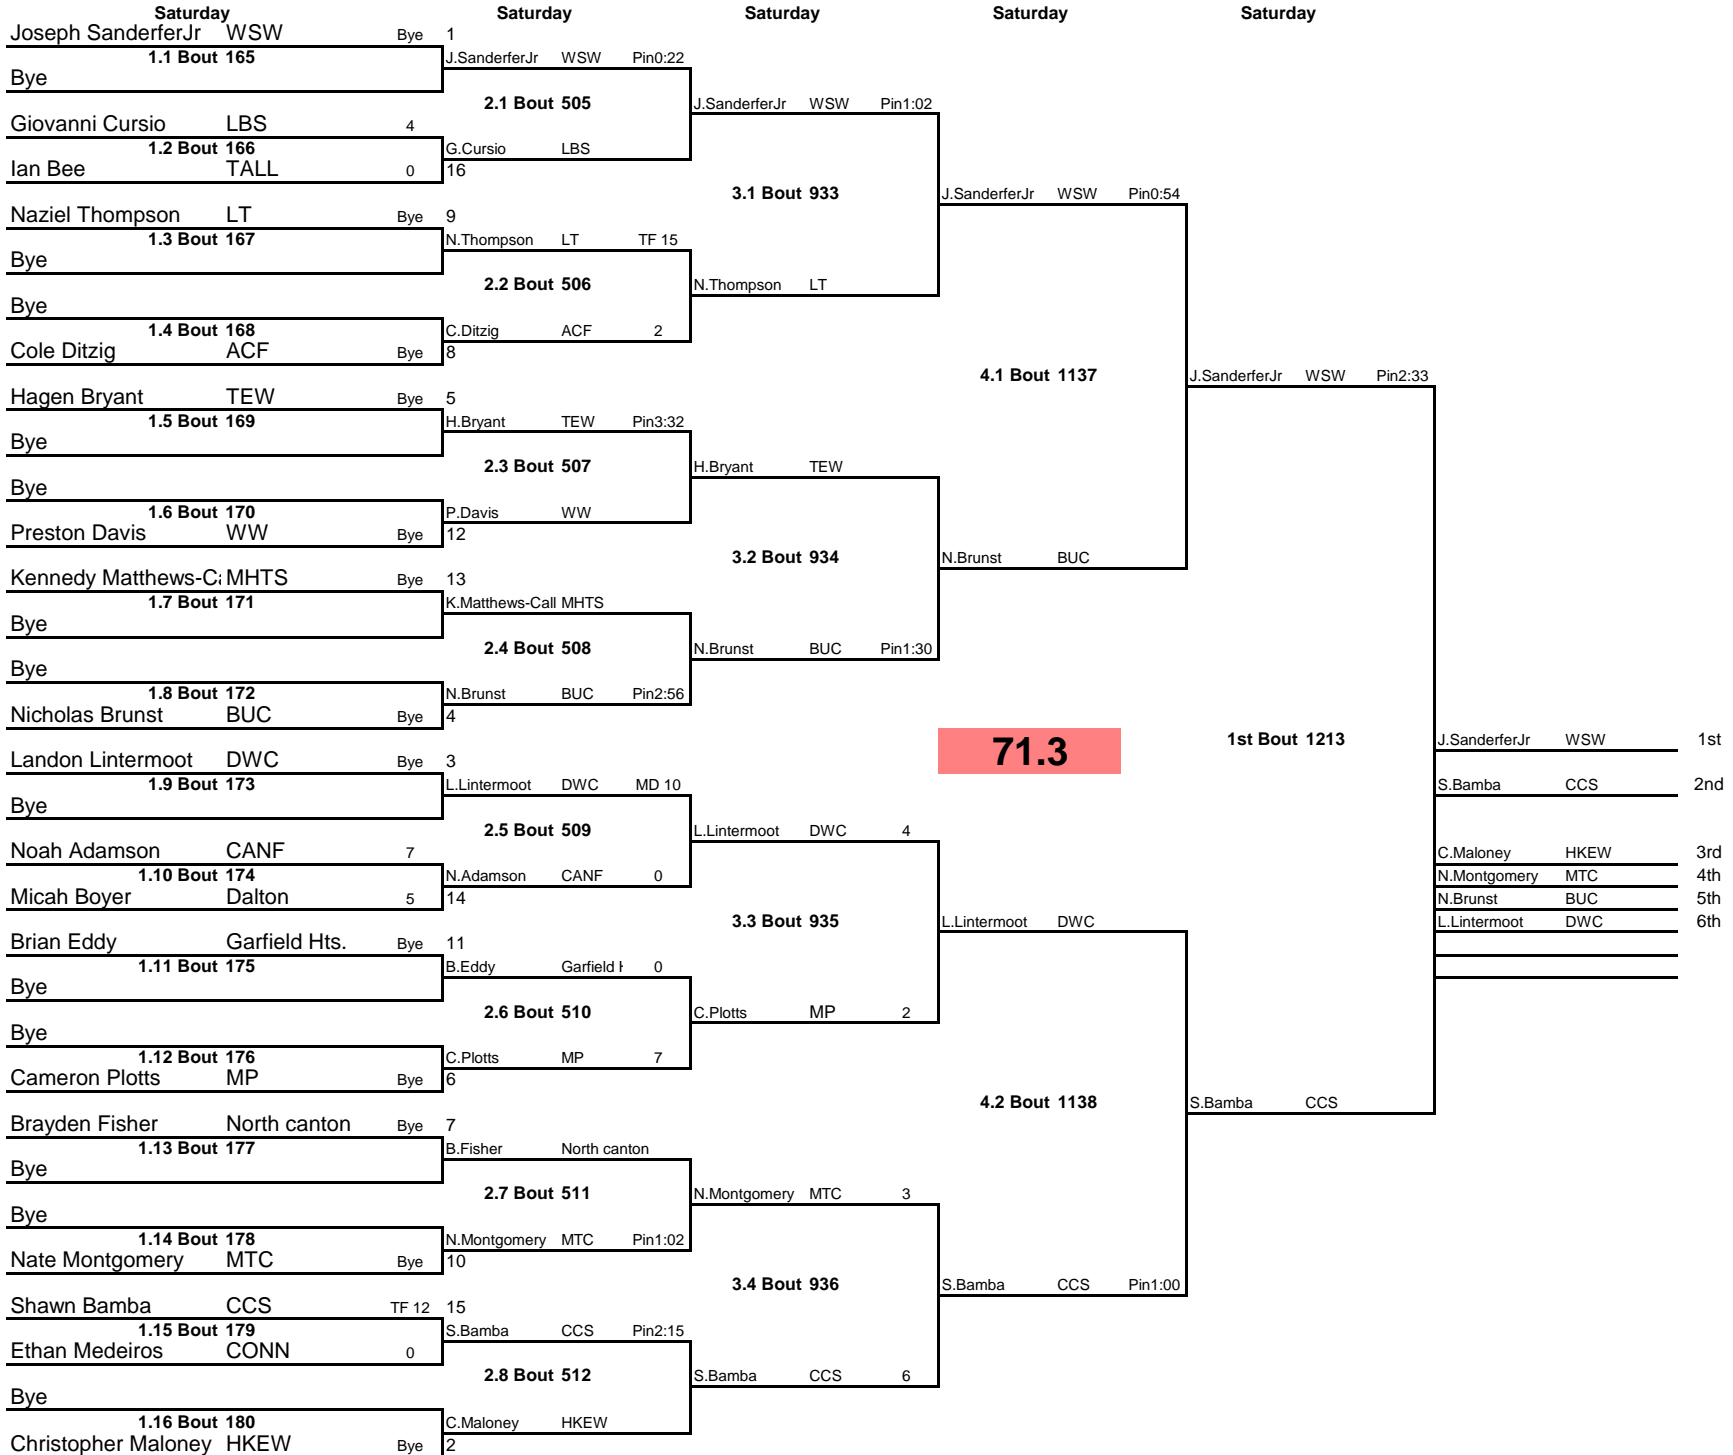 Saturday Saturday Saturday Saturday Saturday
Joseph SanderferJr WSW Bye 1
1.1 Bout 165 J.SanderferJr WSW Pin0:22
Bye
2.1 Bout 505 J.SanderferJr WSW Pin1:02
Giovanni Cursio LBS 4
1.2 Bout 166 G.Cursio LBS
Ian Bee TALL 0 16
3.1 Bout 933 J.SanderferJr WSW Pin0:54
Naziel Thompson LT Bye 9
1.3 Bout 167 N.Thompson LT TF 15
Bye
2.2 Bout 506 N.Thompson LT
Bye
1.4 Bout 168 C.Ditzig ACF 2
Cole Ditzig ACF Bye 8
4.1 Bout 1137 J.SanderferJr WSW Pin2:33
Hagen Bryant TEW Bye 5
1.5 Bout 169 H.Bryant TEW Pin3:32
Bye
2.3 Bout 507 H.Bryant TEW
Bye
1.6 Bout 170 P.Davis WW
Preston Davis WW Bye 12
3.2 Bout 934 N.Brunst BUC
Kennedy Matthews-Ca MHTS Bye 13
1.7 Bout 171 K.Matthews-Call MHTS
Bye
2.4 Bout 508 N.Brunst BUC Pin1:30
Bye
1.8 Bout 172 N.Brunst BUC Pin2:56
Nicholas Brunst BUC Bye 4
71.3 1st Bout 1213 J.SanderferJr WSW 1st
Landon Lintermoot DWC Bye 3
1.9 Bout 173 L.Lintermoot DWC MD 10 S.Bamba CCS 2nd
Bye
2.5 Bout 509 L.Lintermoot DWC 4
Noah Adamson CANF 7 C.Maloney HKEW 3rd
1.10 Bout 174 N.Adamson CANF 0 N.Montgomery MTC 4th
Micah Boyer Dalton 5 14 N.Brunst BUC 5th
3.3 Bout 935 L.Lintermoot DWC L.Lintermoot DWC 6th
Brian Eddy Garfield Hts. Bye 11
1.11 Bout 175 B.Eddy Garfield H 0
Bye
2.6 Bout 510 C.Plotts MP 2
Bye
1.12 Bout 176 C.Plotts MP 7
Cameron Plotts MP Bye 6
4.2 Bout 1138 S.Bamba CCS
Brayden Fisher North canton Bye 7
1.13 Bout 177 B.Fisher North canton
Bye
2.7 Bout 511 N.Montgomery MTC 3
Bye
1.14 Bout 178 N.Montgomery MTC Pin1:02
Nate Montgomery MTC Bye 10
3.4 Bout 936 S.Bamba CCS Pin1:00
Shawn Bamba CCS TF 12 15
1.15 Bout 179 S.Bamba CCS Pin2:15
Ethan Medeiros CONN 0
2.8 Bout 512 S.Bamba CCS 6
Bye
1.16 Bout 180 C.Maloney HKEW
Christopher Maloney HKEW Bye 2